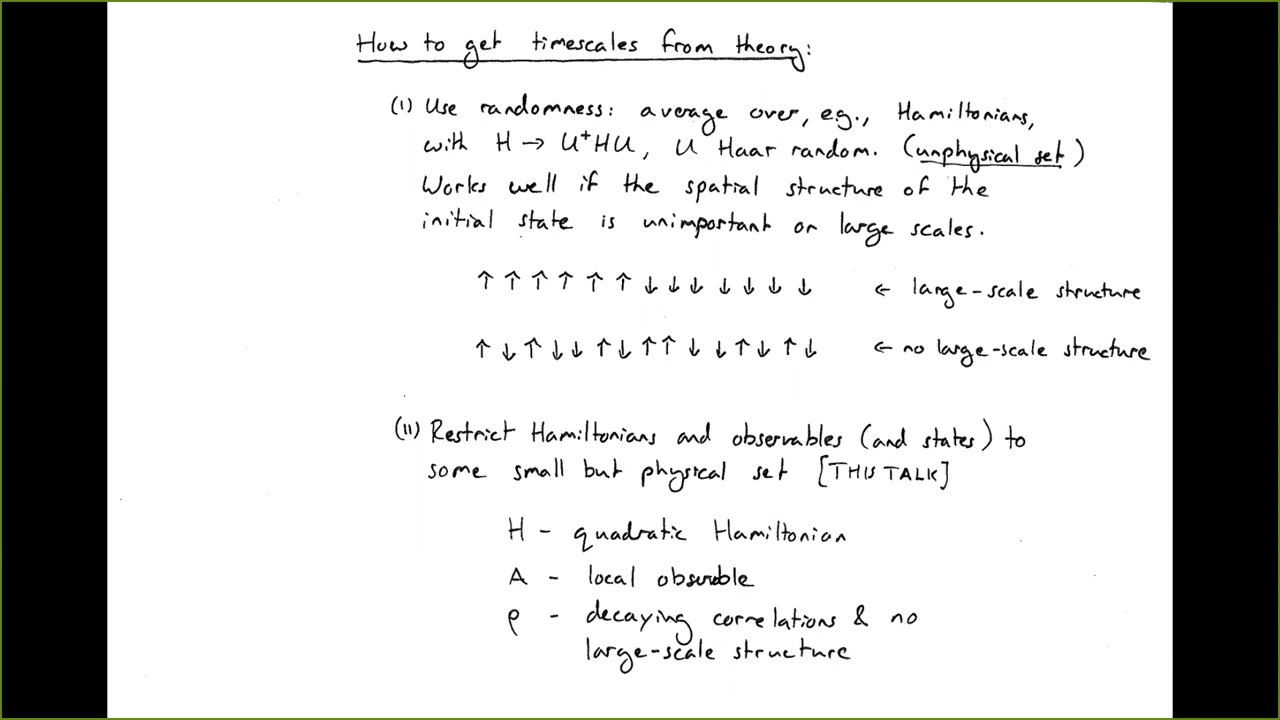 How to get timescales from theory:
(I) Use randomness: average over, e.g., Hamiltonians,
with H → U⁺HU, U Haar random. (unphysical set)
Works well if the spatial structure of the
initial state is unimportant on large scales.
↑ ↑ ↑ ↑ ↑ ↑ ↓ ↓ ↓ ↓ ↓ ↓ ↓ ← large-scale structure
↑ ↓ ↑ ↓ ↓ ↑ ↓ ↑ ↑ ↓ ↓ ↑ ↓ ↑ ↓ ← no large-scale structure
(II) Restrict Hamiltonians and observables (and states) to
some small but physical set [THIS TALK]
H - quadratic Hamiltonian
A - local observable
ρ - decaying correlations & no
large-scale structure